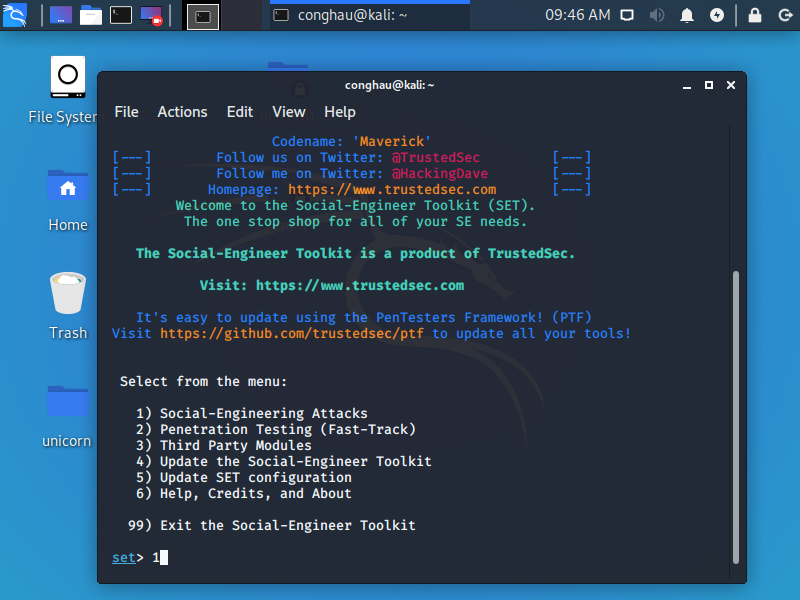 conghau@kali: ~
09:46 AM
File System
Home
Trash
unicorn
conghau@kali: ~
File Actions Edit View Help
Codename: 'Maverick'
[---] Follow us on Twitter: @TrustedSec [---]
[---] Follow me on Twitter: @HackingDave [---]
[---] Homepage: https://www.trustedsec.com [---]
Welcome to the Social-Engineer Toolkit (SET).
The one stop shop for all of your SE needs.
The Social-Engineer Toolkit is a product of TrustedSec.
Visit: https://www.trustedsec.com
It's easy to update using the PenTesters Framework! (PTF)
Visit https://github.com/trustedsec/ptf to update all your tools!
Select from the menu:
1) Social-Engineering Attacks
2) Penetration Testing (Fast-Track)
3) Third Party Modules
4) Update the Social-Engineer Toolkit
5) Update SET configuration
6) Help, Credits, and About
99) Exit the Social-Engineer Toolkit
set> 1